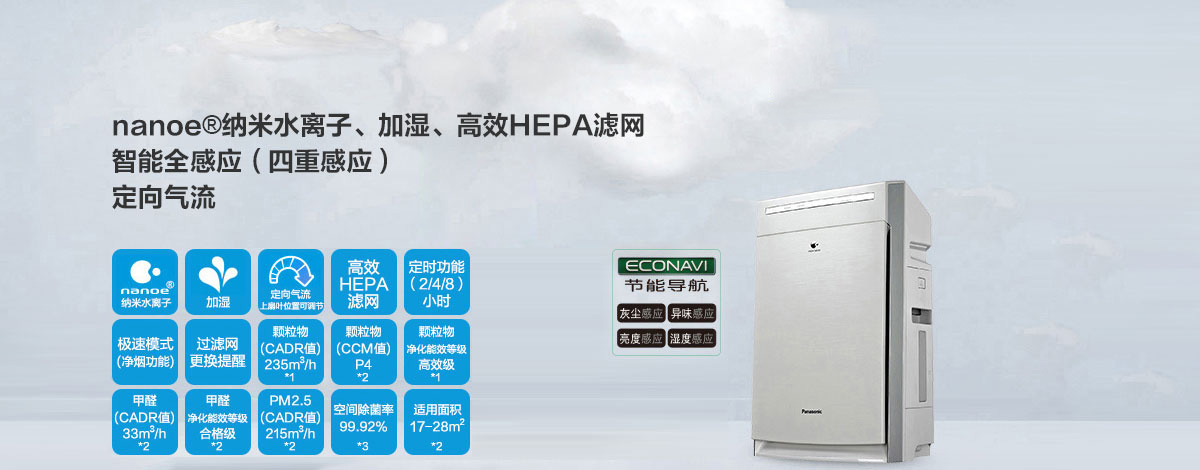 nanoe®纳米水离子、加湿、高效HEPA滤网
智能全感应（四重感应）
定向气流
nanoe®
纳米水离子
加湿
定向气流
上扇叶位置可调节
高效
HEPA
滤网
定时功能
（2/4/8）
小时
极速模式
(净烟功能)
过滤网
更换提醒
颗粒物
(CADR值)
235m³/h
*1
颗粒物
(CCM值)
P4
*2
颗粒物
净化能效等级
高效级
*1
甲醛
(CADR值)
33m³/h
*2
甲醛
净化能效等级
合格级
*2
PM2.5
(CADR值)
215m³/h
*2
空间除菌率
99.92%
*3
适用面积
17-28m²
*2
ECONAVI
节能导航
灰尘感应 异味感应
亮度感应 湿度感应
Panasonic